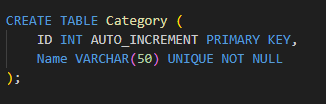 CREATE TABLE Category (
    ID INT AUTO_INCREMENT PRIMARY KEY,
    Name VARCHAR(50) UNIQUE NOT NULL
);